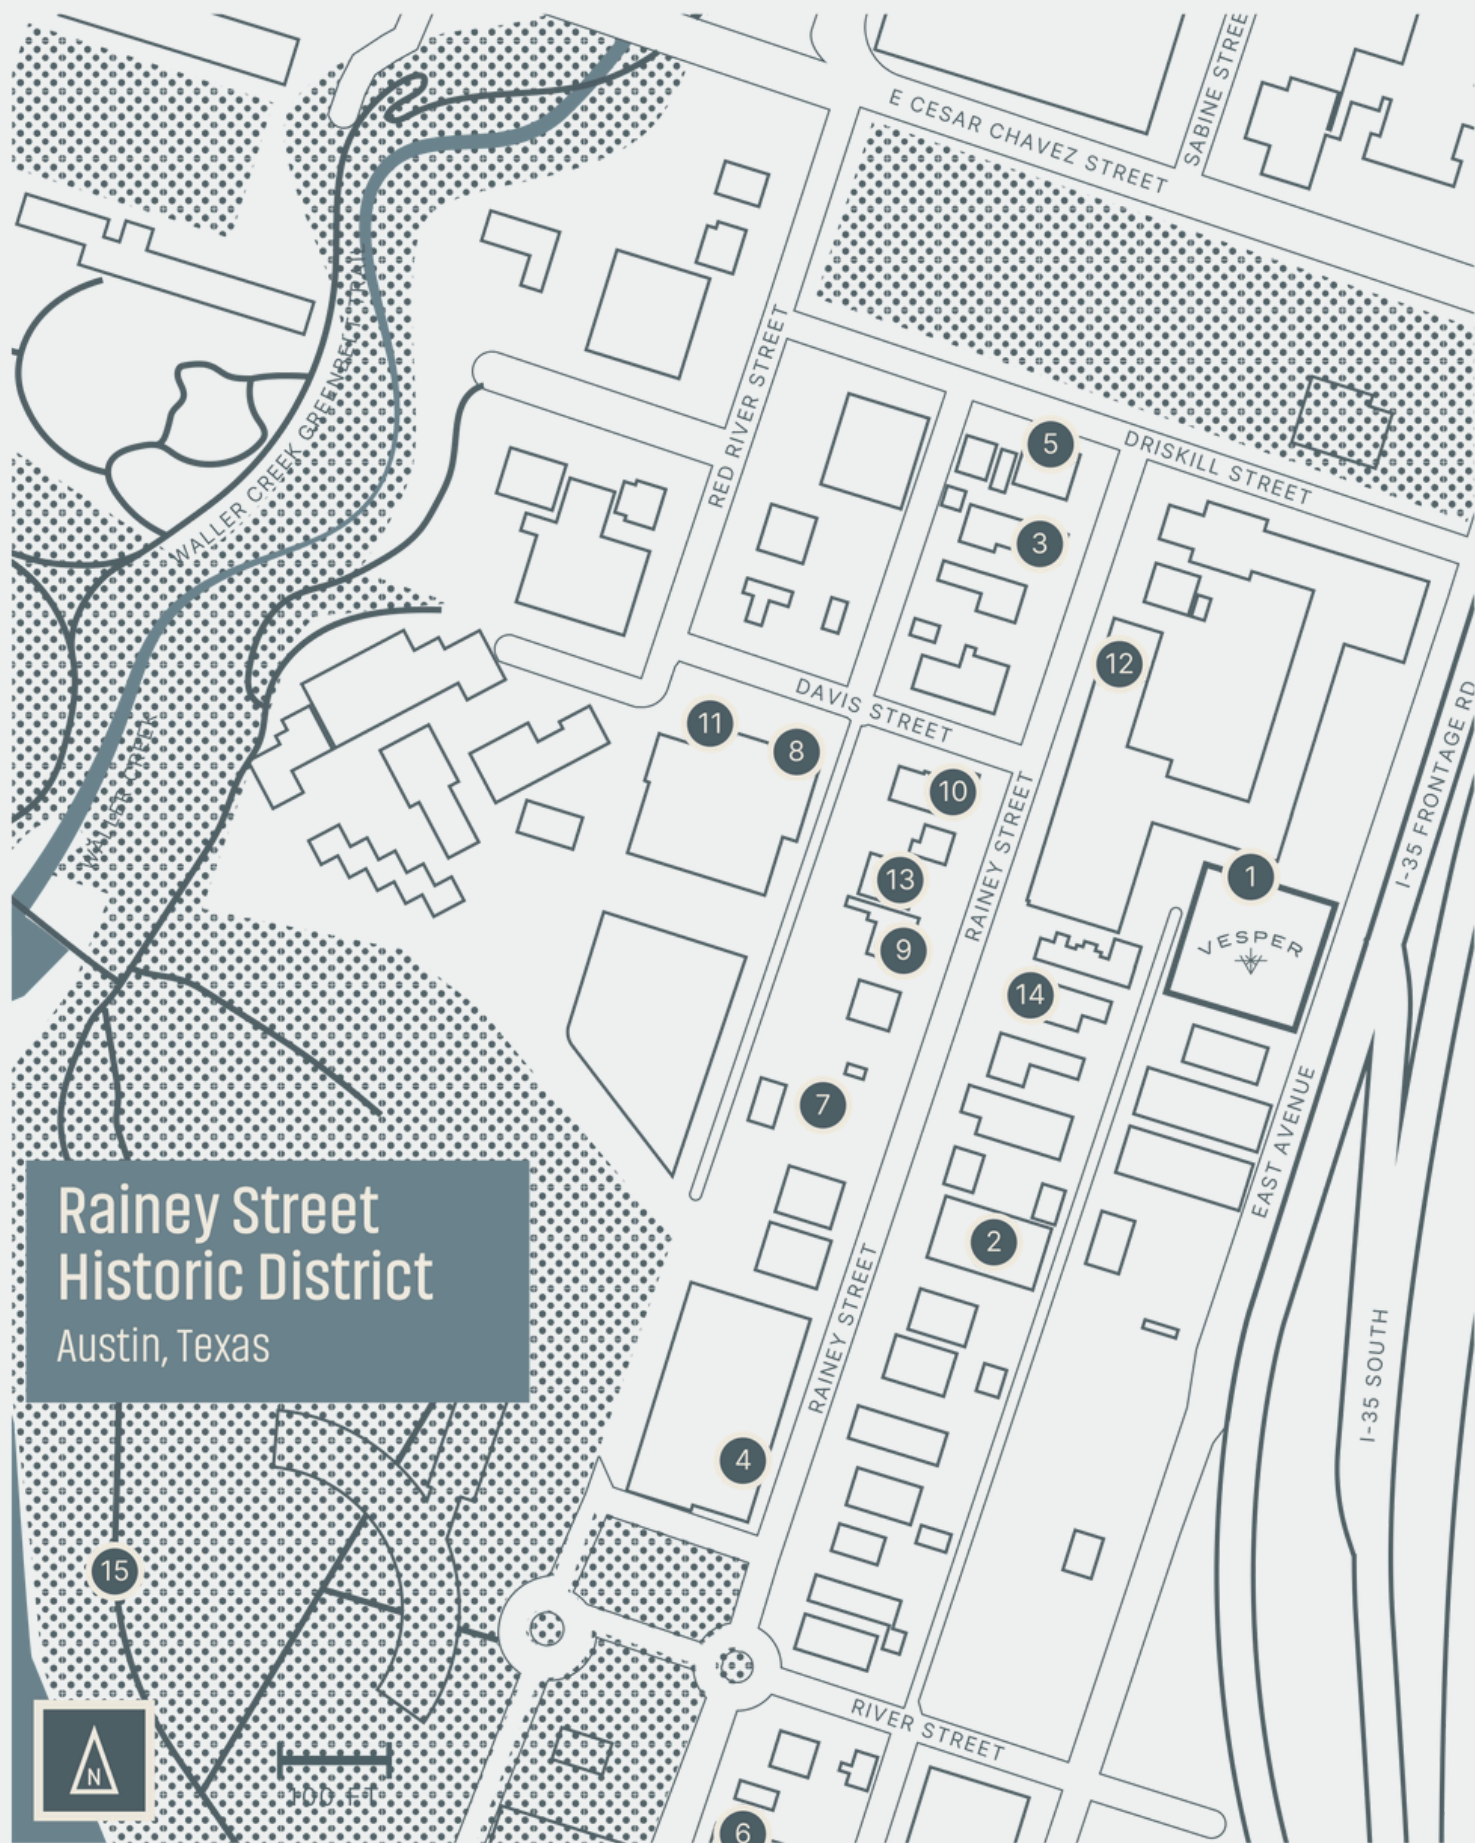 E CESAR CHAVEZ STREET
SABINE STREE
WALLER CREEK GREENBELT TRAIL
RED RIVER STREET
5
DRISKILL STREET
3
12
DAVIS STREET
11
8
10
I-35 FRONTAGE RD
WALLER CREEK
RAINEY STREET
13
1
VESPER
9
14
7
EAST AVENUE
Rainey Street
Historic District
Austin, Texas
2
RAINEY STREET
I-35 SOUTH
4
15
RIVER STREET
N
100 FT
6